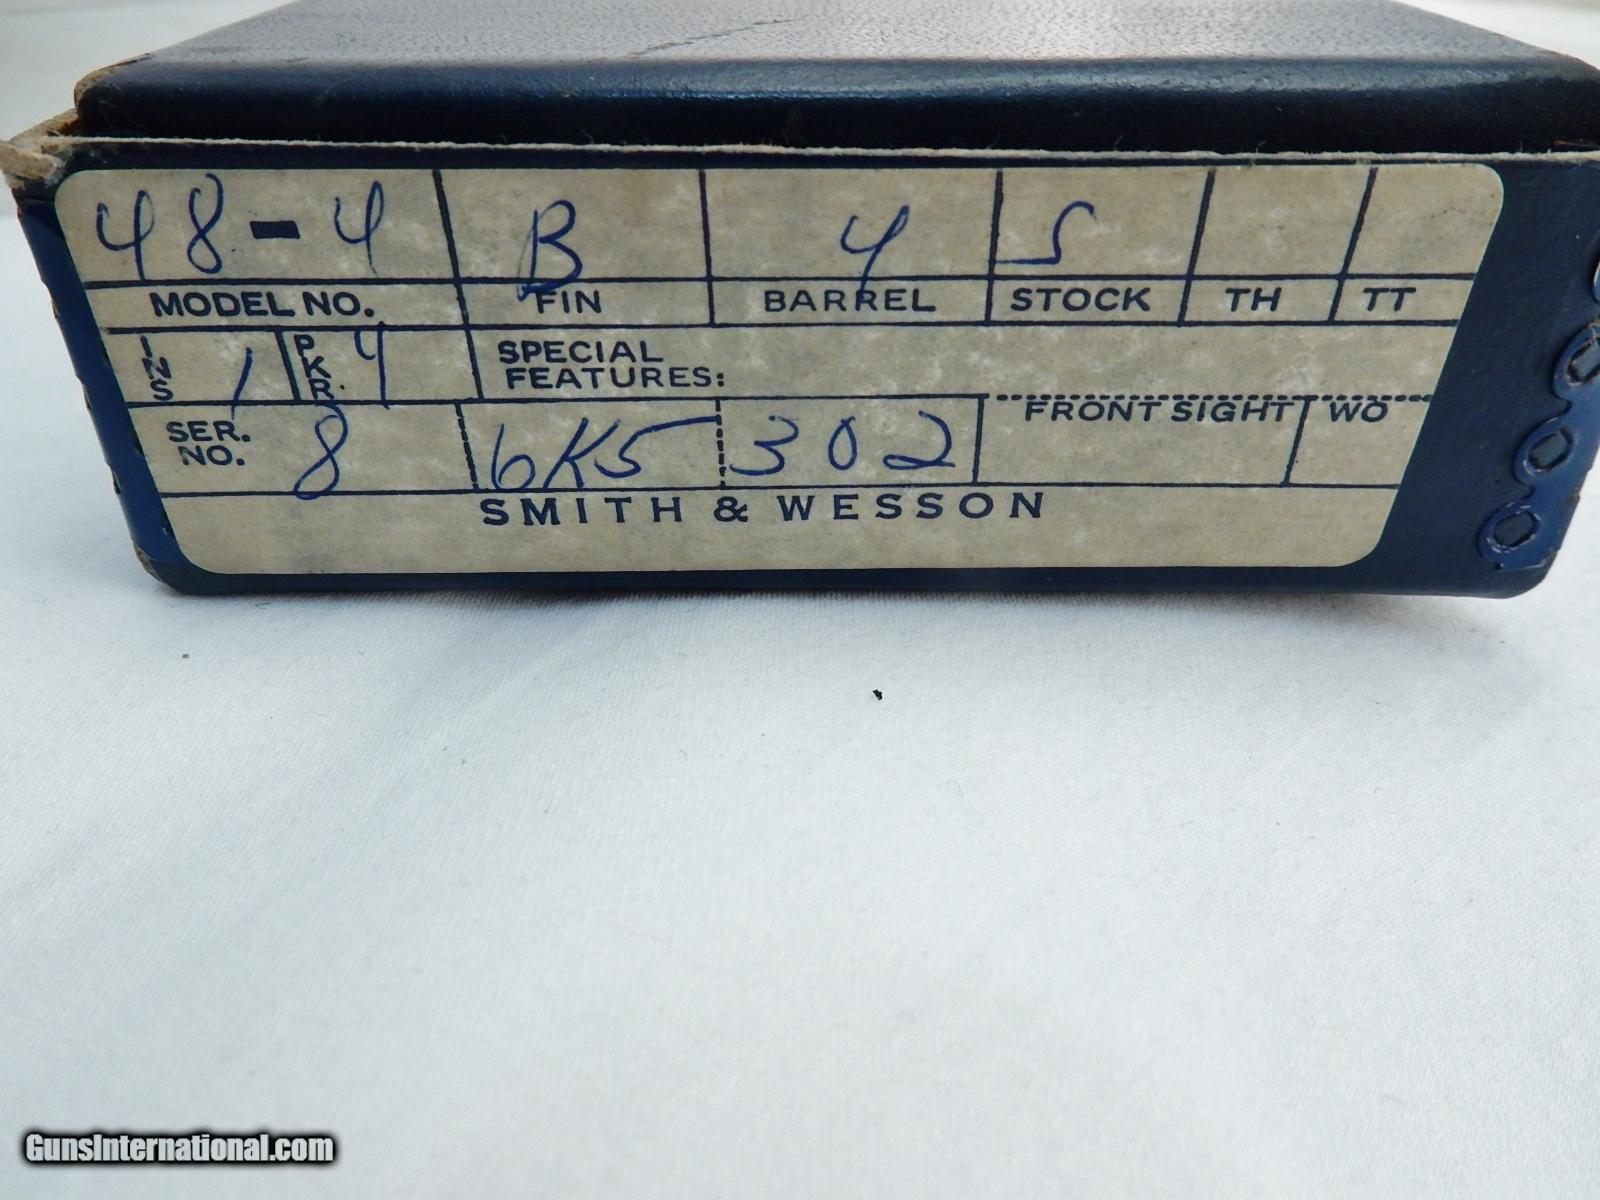 48-4 B 4 S
MODEL NO. FIN BARREL STOCK TH TT
INS 1 PKR. 4 SPECIAL FEATURES:
FRONT SIGHT WO
SER. NO. 8 6K5 302
SMITH & WESSON
GunsInternational.com